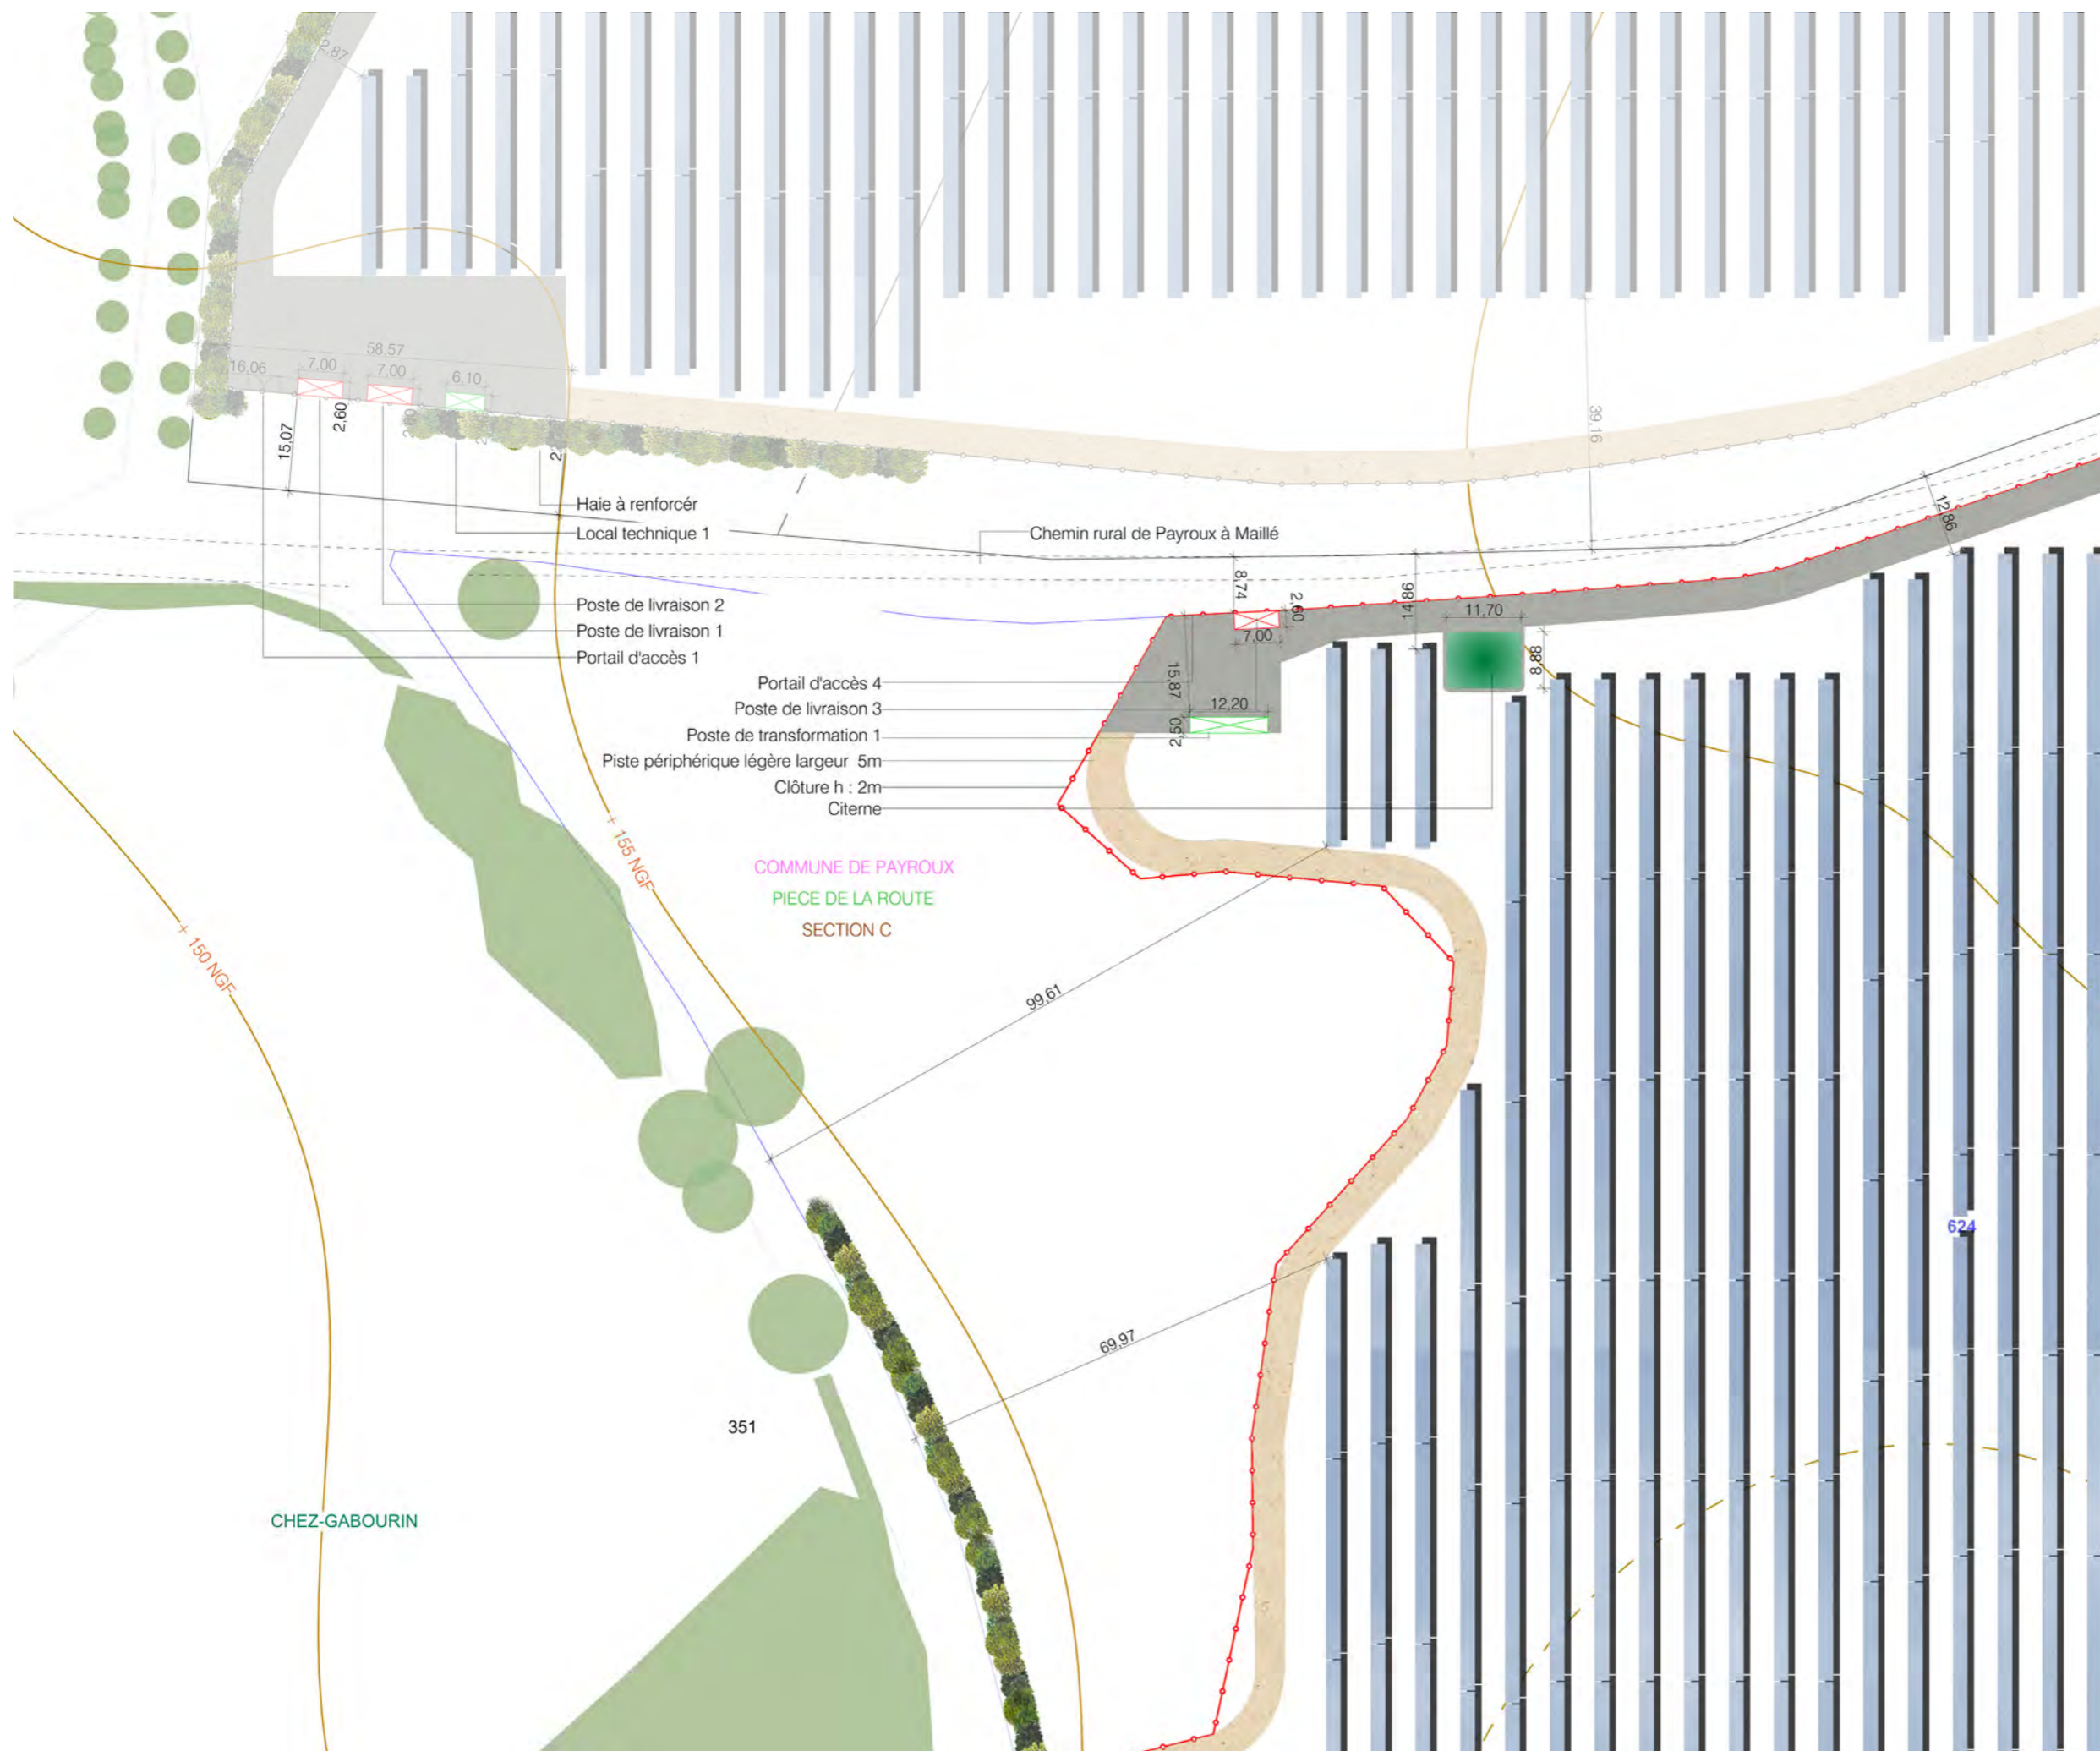 2,87
58,57
16,06
7,00
7,00
6,10
2,60
15,07
39,16
12,86
Haie à renforcér
Local technique 1
Chemin rural de Payroux à Maillé
Poste de livraison 2
Poste de livraison 1
Portail d'accès 1
8,74
2,60
14,86
11,70
7,00
8,88
15,87
12,20
2,50
Portail d'accès 4
Poste de livraison 3
Poste de transformation 1
Piste périphérique légère largeur 5m
Clôture h : 2m
Citerne
+ 155 NGF
COMMUNE DE PAYROUX
PIECE DE LA ROUTE
SECTION C
+ 150 NGF
99,61
624
69,97
351
CHEZ-GABOURIN